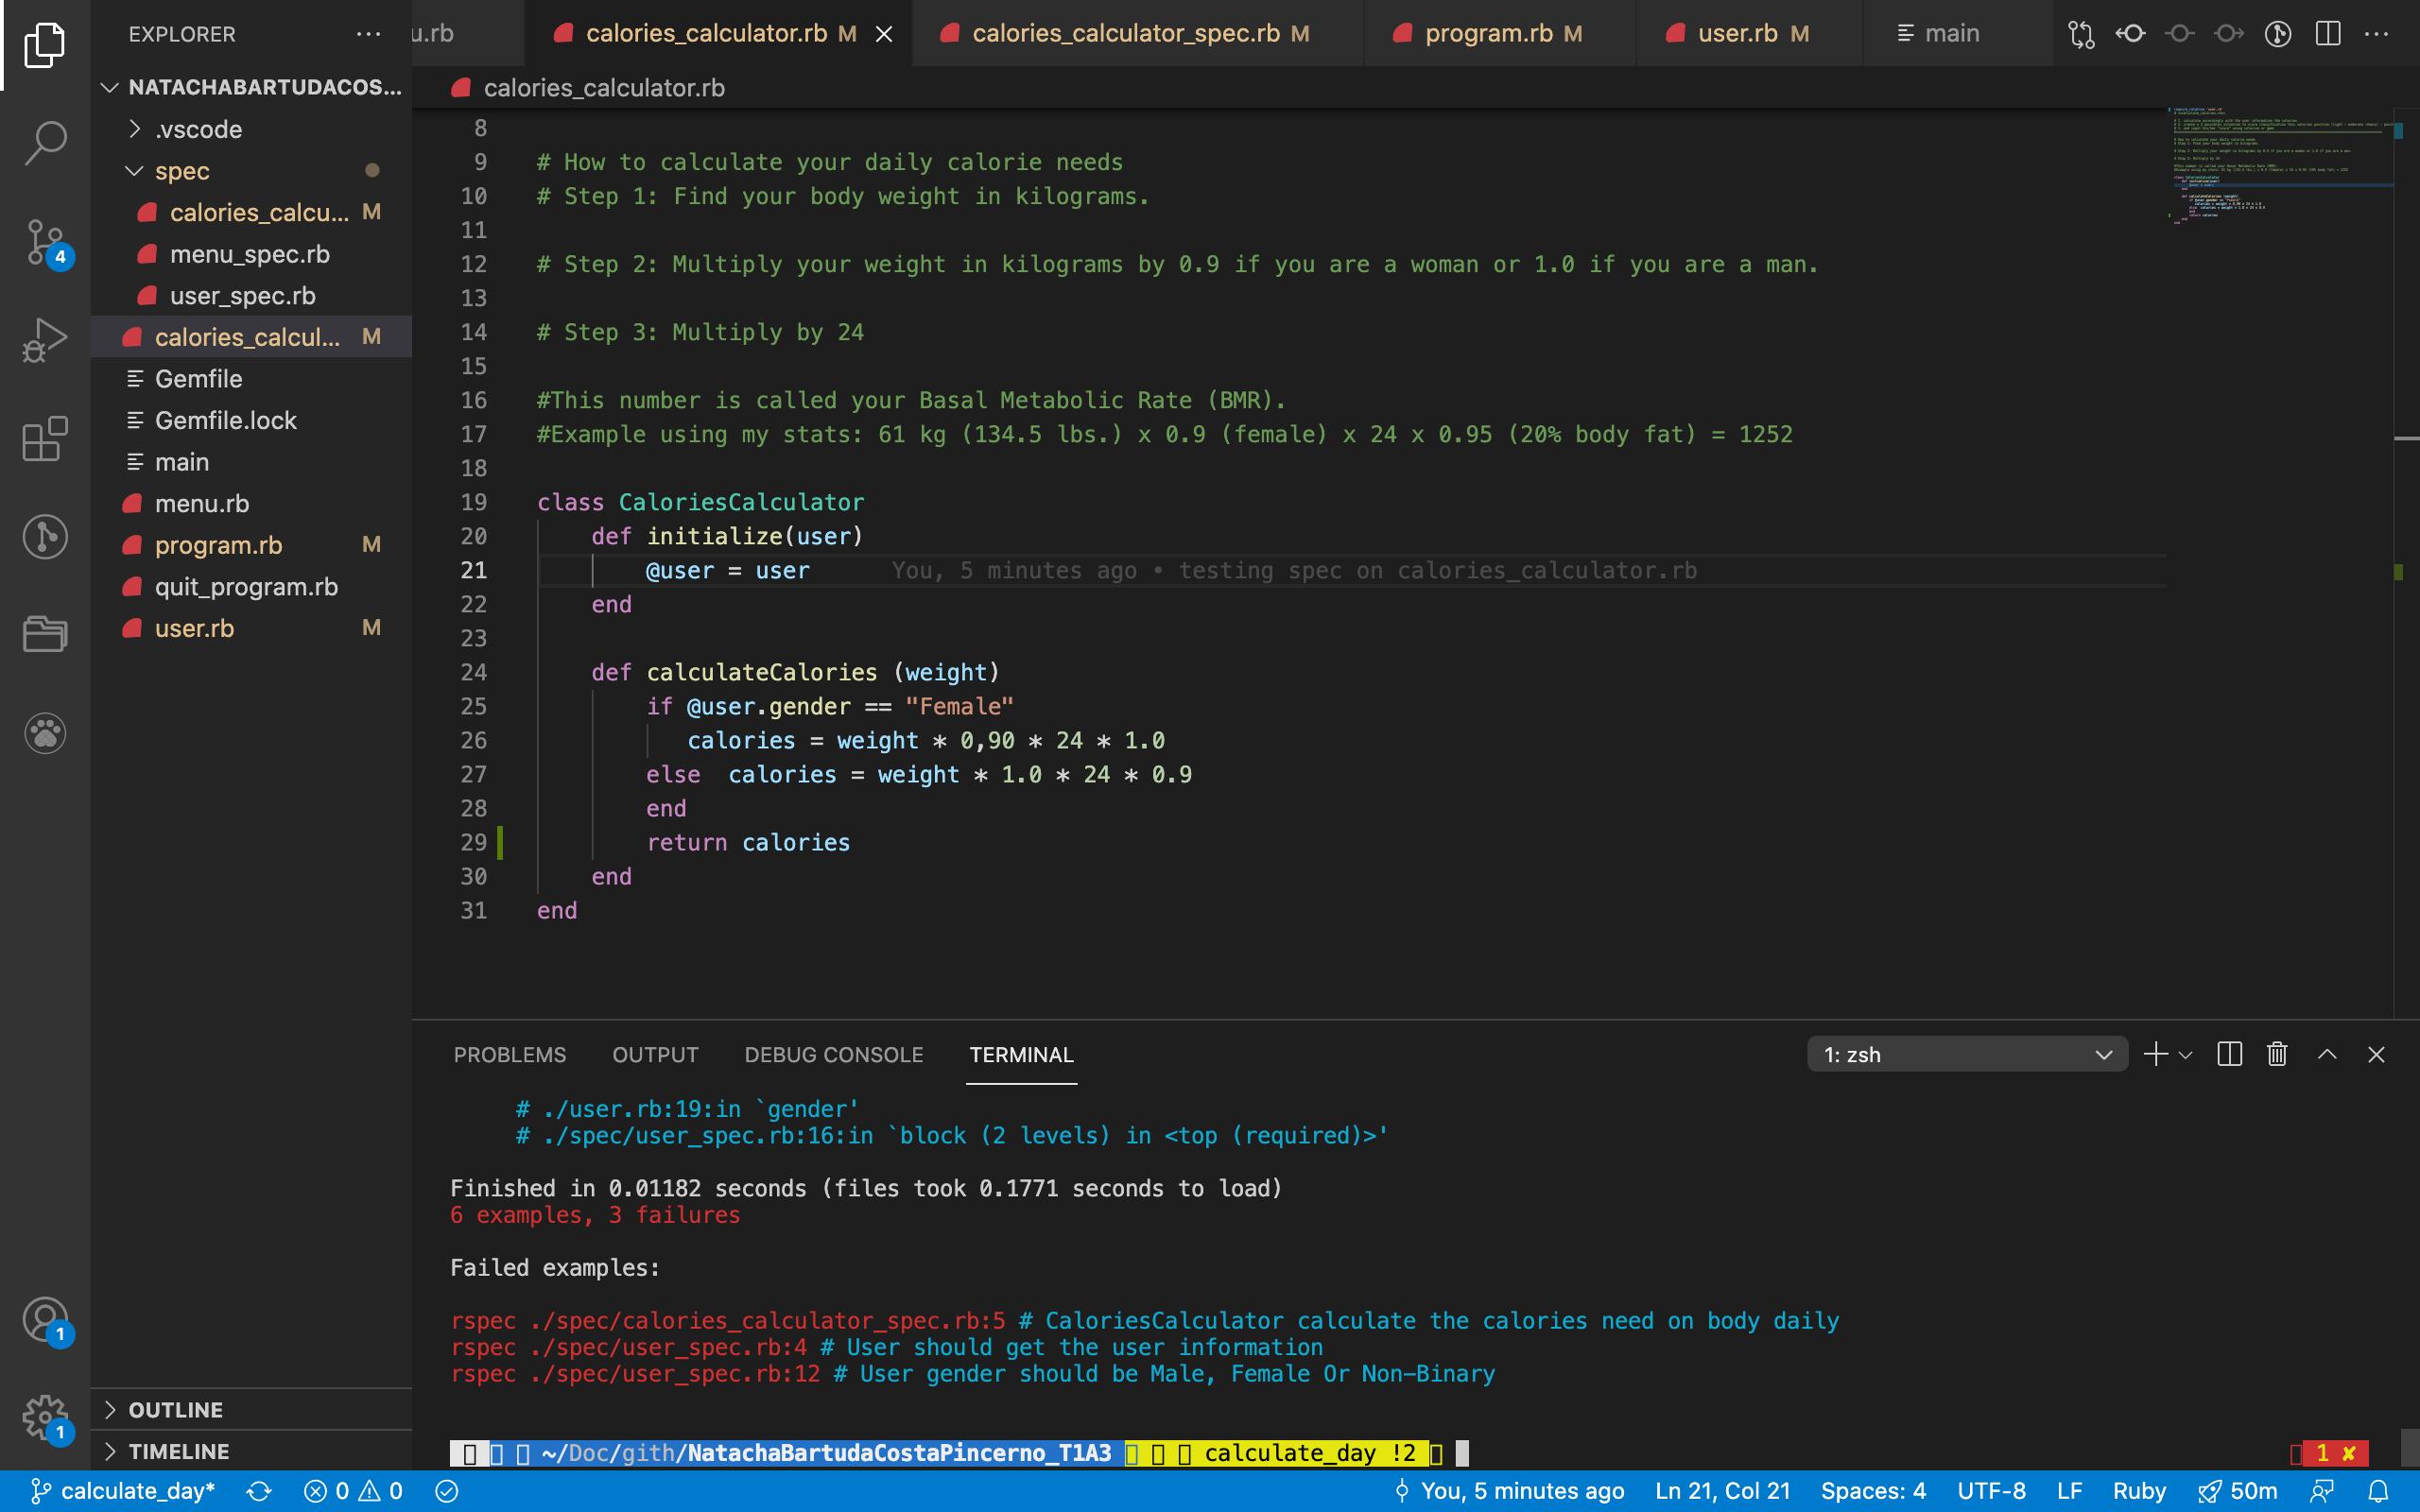 EXPLORER
u.rb
calories_calculator.rb M
calories_calculator_spec.rb M
program.rb M
user.rb M
main
NATACHABARTUDACOS...
.vscode
spec
calories_calcu... M
menu_spec.rb
user_spec.rb
calories_calcul... M
Gemfile
Gemfile.lock
main
menu.rb
program.rb M
quit_program.rb
user.rb M
OUTLINE
TIMELINE
4
1
1
calories_calculator.rb
8
9 # How to calculate your daily calorie needs
10 # Step 1: Find your body weight in kilograms.
11
12 # Step 2: Multiply your weight in kilograms by 0.9 if you are a woman or 1.0 if you are a man.
13
14 # Step 3: Multiply by 24
15
16 #This number is called your Basal Metabolic Rate (BMR).
17 #Example using my stats: 61 kg (134.5 lbs.) x 0.9 (female) x 24 x 0.95 (20% body fat) = 1252
18
19 class CaloriesCalculator
20 def initialize(user)
21 @user = user You, 5 minutes ago • testing spec on calories_calculator.rb
22 end
23
24 def calculateCalories (weight)
25 if @user.gender == "Female"
26 calories = weight * 0,90 * 24 * 1.0
27 else calories = weight * 1.0 * 24 * 0.9
28 end
29 return calories
30 end
31 end
PROBLEMS OUTPUT DEBUG CONSOLE TERMINAL
1: zsh
# ./user.rb:19:in `gender'
# ./spec/user_spec.rb:16:in `block (2 levels) in <top (required)>'
Finished in 0.01182 seconds (files took 0.1771 seconds to load)
6 examples, 3 failures
Failed examples:
rspec ./spec/calories_calculator_spec.rb:5 # CaloriesCalculator calculate the calories need on body daily
rspec ./spec/user_spec.rb:4 # User should get the user information
rspec ./spec/user_spec.rb:12 # User gender should be Male, Female Or Non-Binary
~/Doc/gith/NatachaBartudaCostaPincerno_T1A3 calculate_day !2
1 ✘
calculate_day* 0 0
You, 5 minutes ago Ln 21, Col 21 Spaces: 4 UTF-8 LF Ruby 50m